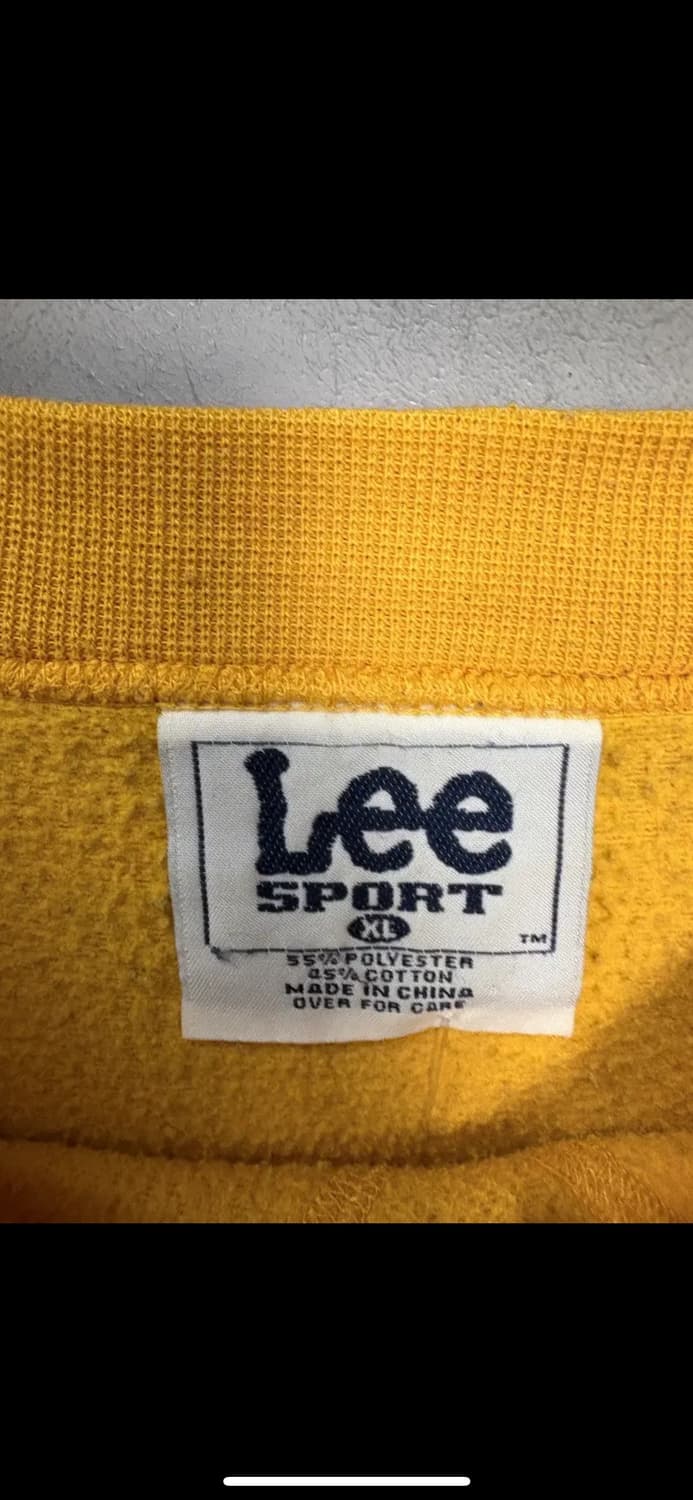 Lee
SPORT
XL
TM
55% POLYESTER
45% COTTON
MADE IN CHINA
OVER FOR CARE